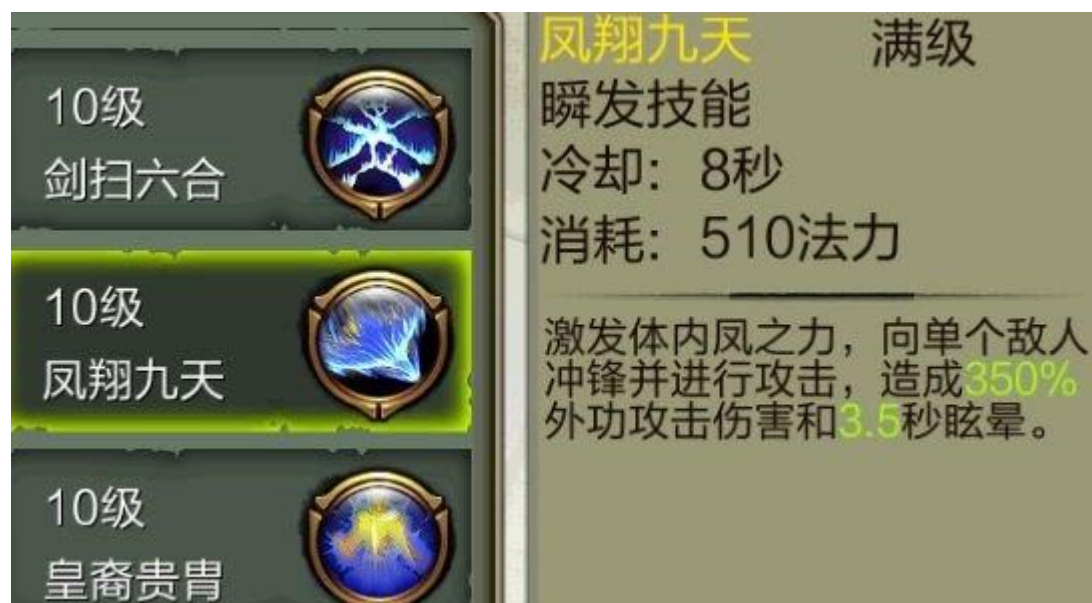 10级
剑扫六合
10级
凤翔九天
10级
皇裔贵胄
凤翔九天 满级
瞬发技能
冷却：8秒
消耗：510法力
激发体内凤之力，向单个敌人
冲锋并进行攻击，造成350%
外功攻击伤害和3.5秒眩晕。